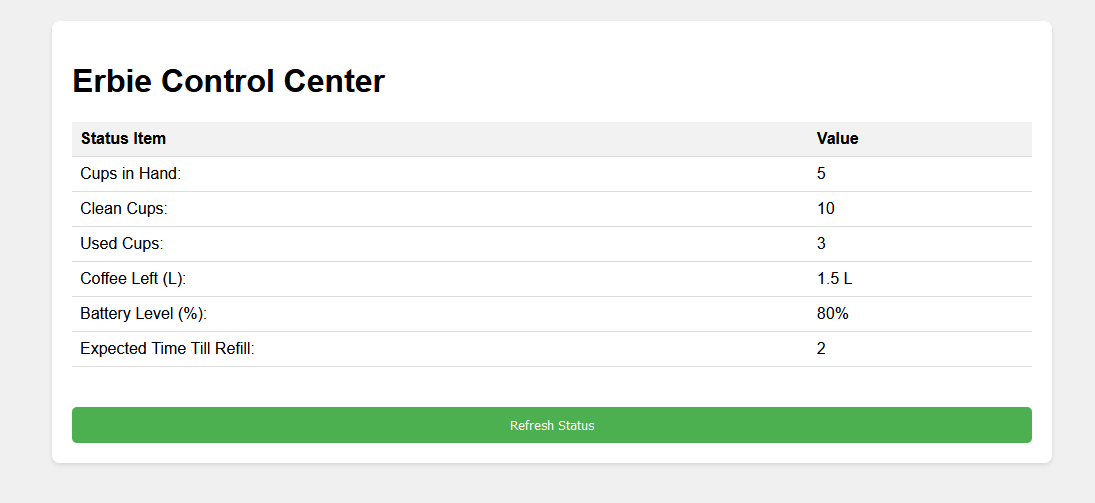 Erbie Control Center
Status Item Value
Cups in Hand: 5
Clean Cups: 10
Used Cups: 3
Coffee Left (L): 1.5 L
Battery Level (%): 80%
Expected Time Till Refill: 2
Refresh Status